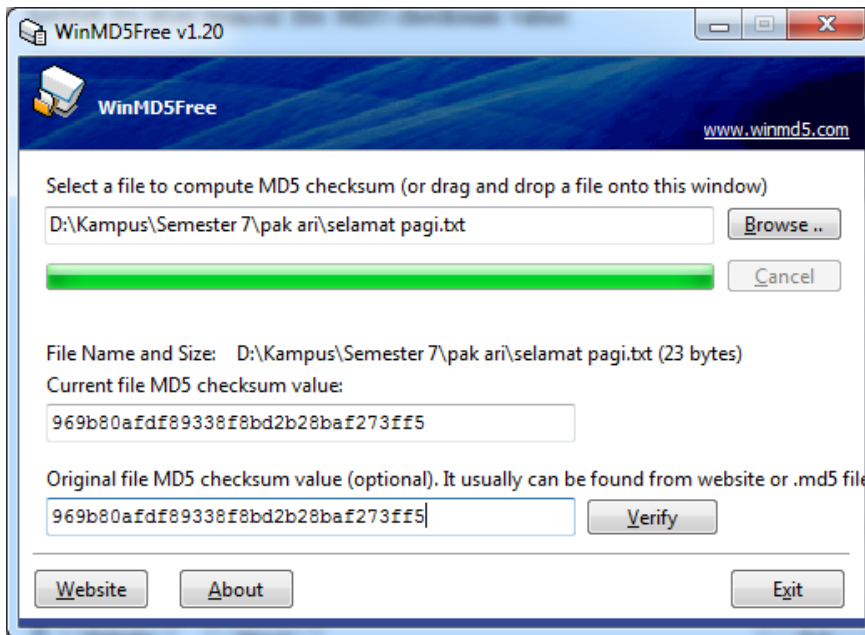 WinMD5Free v1.20
WinMD5Free
www.winmd5.com
Select a file to compute MD5 checksum (or drag and drop a file onto this window)
D:\Kampus\Semester 7\pak ari\selamat pagi.txt
Browse ..
Cancel
File Name and Size: D:\Kampus\Semester 7\pak ari\selamat pagi.txt (23 bytes)
Current file MD5 checksum value:
969b80afdf89338f8bd2b28baf273ff5
Original file MD5 checksum value (optional). It usually can be found from website or .md5 file
969b80afdf89338f8bd2b28baf273ff5
Verify
Website
About
Exit